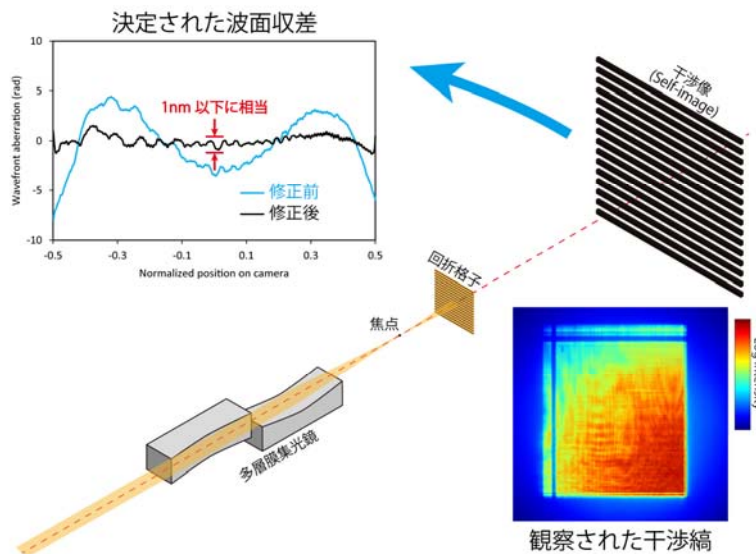 決定された波面収差
Wavefront aberration (rad)
10
5
0
-5
-10
1nm 以下に相当
修正前
修正後
-0.5
-0.3
-0.1
0.1
0.3
0.5
Normalized position on camera
干渉像
(Self-image)
回折格子
焦点
多層膜集光鏡
観察された干渉縞